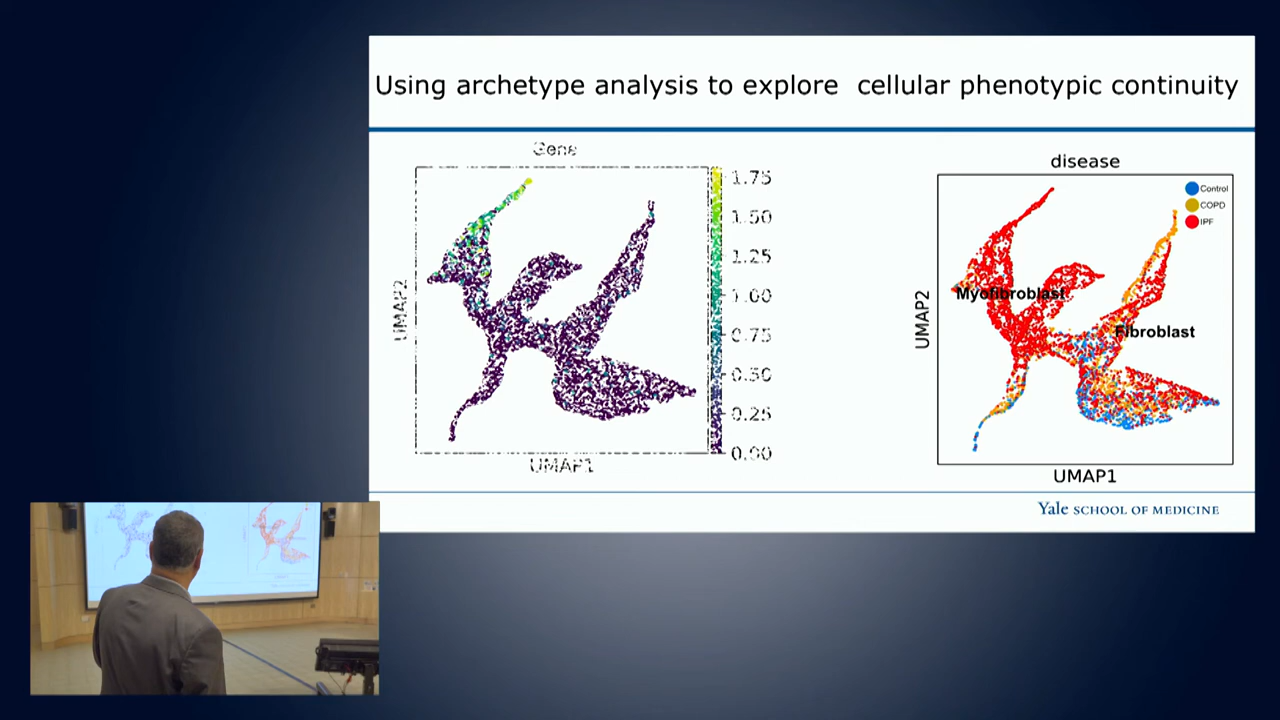 Using archetype analysis to explore  cellular phenotypic continuity
Gene
1.75
1.50
1.25
1.00
0.75
0.50
0.25
0.00
UMAP2
UMAP1
disease
Control
COPD
IPF
Myofibroblast
Fibroblast
UMAP2
UMAP1
Yale SCHOOL OF MEDICINE